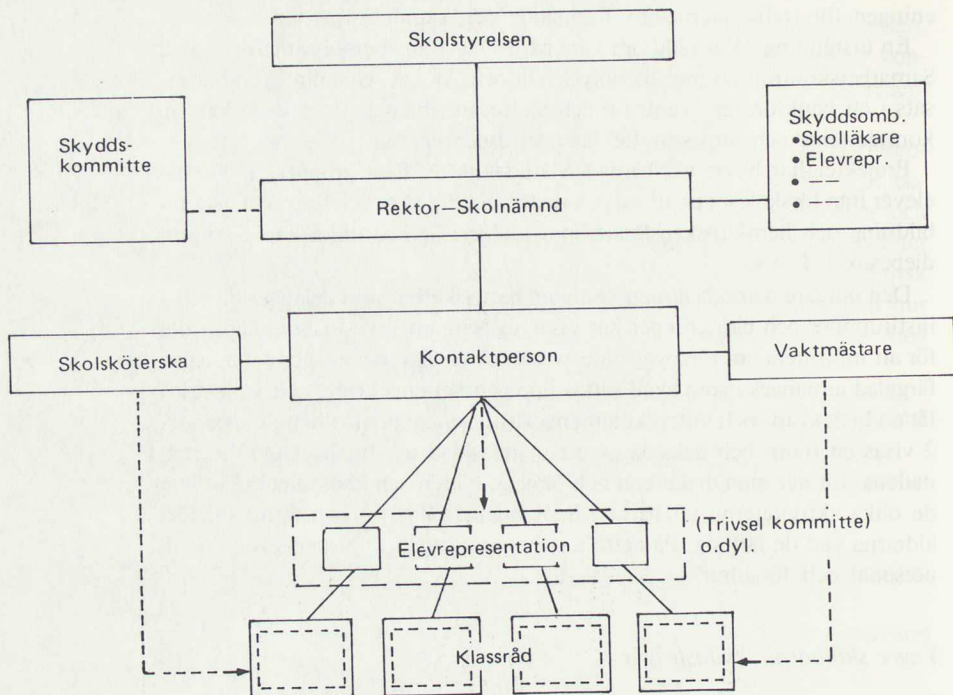 Skolstyrelsen
Skydds-
kommitte
Skyddsomb.
• Skolläkare
• Elevrepr.
• —
• —
Rektor–Skolnämnd
Skolsköterska
Kontaktperson
Vaktmästare
Elevrepresentation
(Trivsel kommitte)
o.dyl.
Klassråd